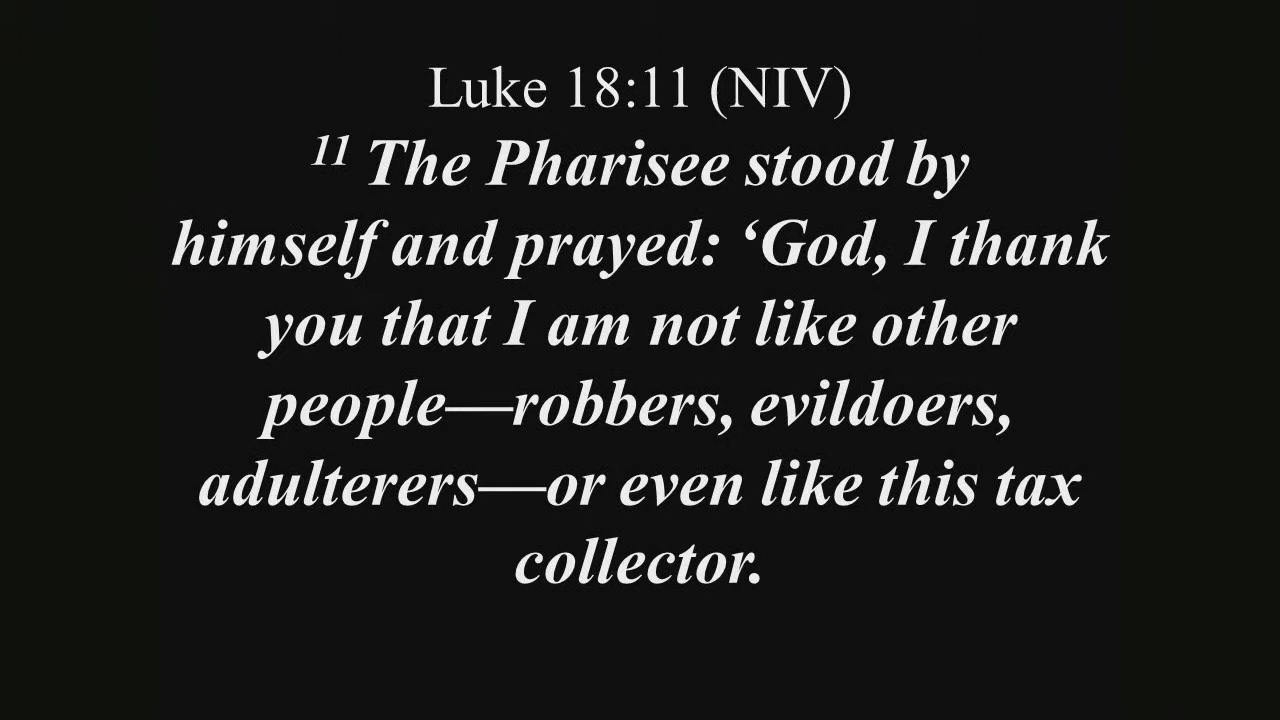 Luke 18:11 (NIV)
11 The Pharisee stood by
himself and prayed: ‘God, I thank
you that I am not like other
people—robbers, evildoers,
adulterers—or even like this tax
collector.